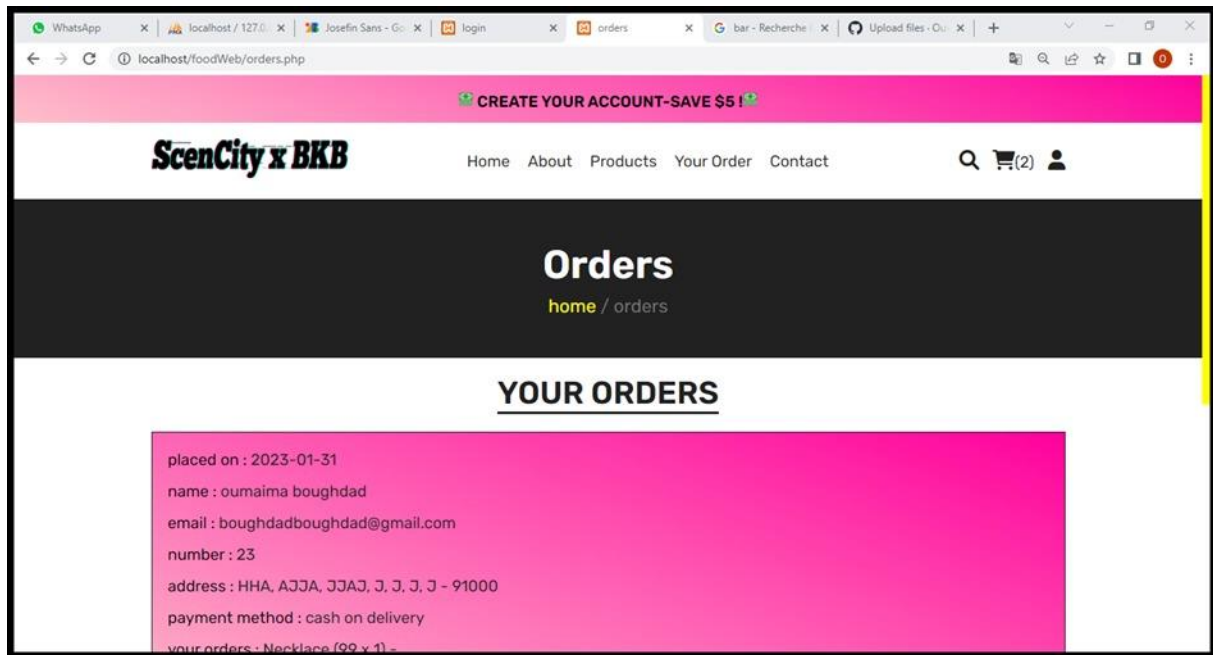 WhatsApp
localhost / 127.0.
Josefin Sans - Go
login
orders
bar - Recherche
Upload files - Ou
localhost/foodWeb/orders.php
O
CREATE YOUR ACCOUNT-SAVE $5 !
ScenCity x BKB
Home About Products Your Order Contact
(2)
Orders
home / orders
YOUR ORDERS
placed on : 2023-01-31
name : oumaima boughdad
email : boughdadboughdad@gmail.com
number : 23
address : HHA, AJJA, JJAJ, J, J, J, J - 91000
payment method : cash on delivery
your orders : Necklace (99 x 1) -